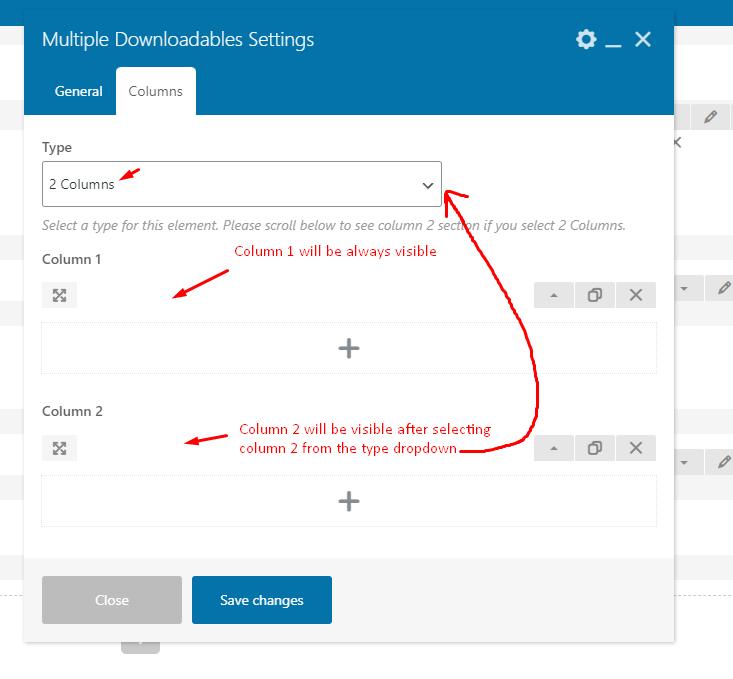 Multiple Downloadables Settings
General
Columns
Type
2 Columns
Select a type for this element. Please scroll below to see column 2 section if you select 2 Columns.
Column 1 will be always visible
Column 1
Column 2
Column 2 will be visible after selecting
column 2 from the type dropdown
Close
Save changes